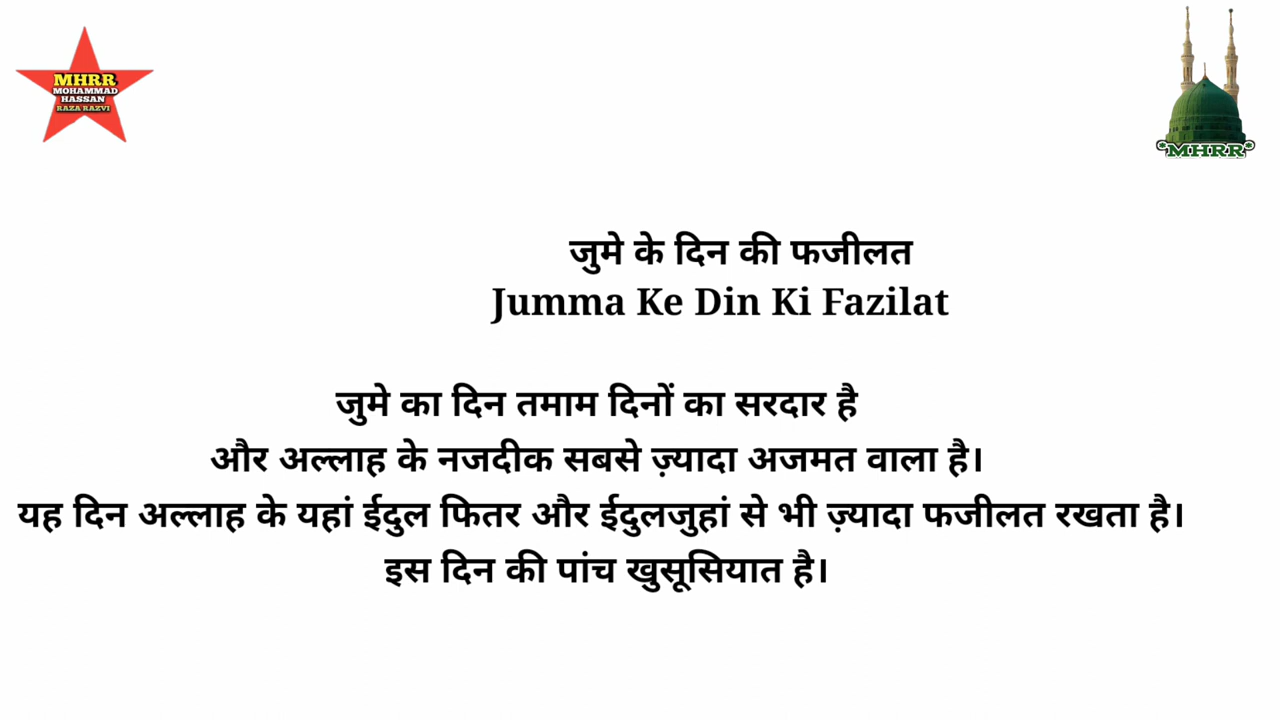 MHRR
MOHAMMAD
HASSAN
RAZA RAZVI
*MHRR*
जुमे के दिन की फजीलत
Jumma Ke Din Ki Fazilat
जुमे का दिन तमाम दिनों का सरदार है
और अल्लाह के नजदीक सबसे ज़्यादा अजमत वाला है।
यह दिन अल्लाह के यहां ईदुल फितर और ईदुलजुहां से भी ज़्यादा फजीलत रखता है।
इस दिन की पांच खुसूसियात है।